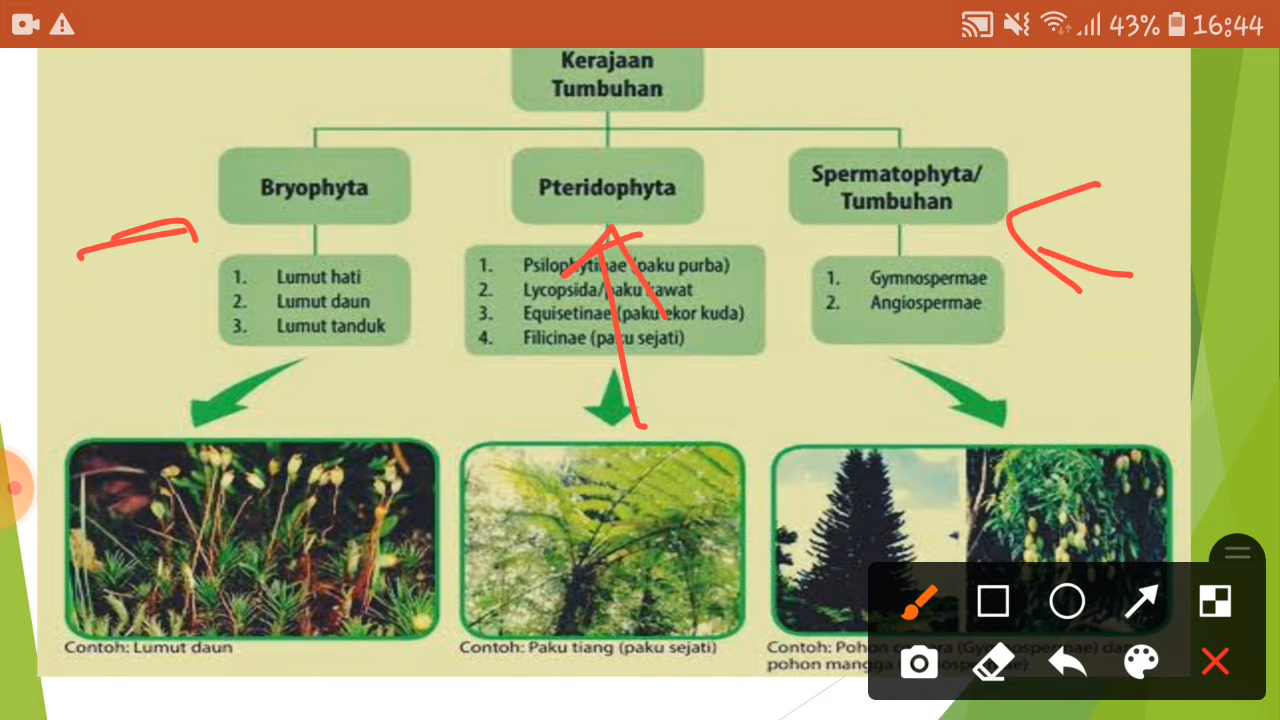 43% 16:44
Kerajaan
Tumbuhan
Bryophyta
Pteridophyta
Spermatophyta/
Tumbuhan
1. Lumut hati
2. Lumut daun
3. Lumut tanduk
1. Psilophytinae (paku purba)
2. Lycopsida/paku kawat
3. Equisetinae (paku ekor kuda)
4. Filicinae (paku sejati)
1. Gymnospermae
2. Angiospermae
Contoh: Lumut daun
Contoh: Paku tiang (paku sejati)
Contoh: Pohon
pohon mangga